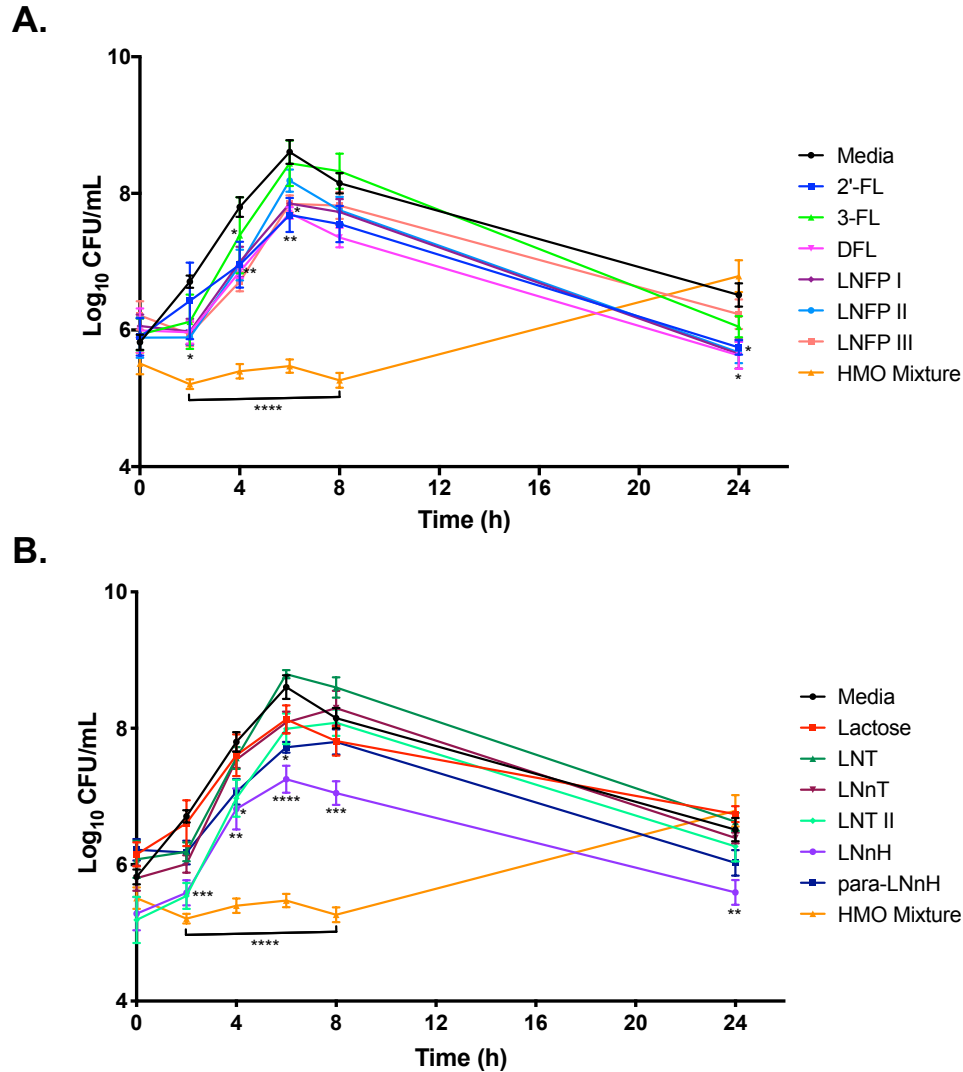 A.
10
8
6
4
Log10 CFU/mL
*
**
*
*
**
****
*
*
0
4
8
12
16
20
24
Time (h)
Media
2'-FL
3-FL
DFL
LNFP I
LNFP II
LNFP III
HMO Mixture
B.
10
8
6
4
Log10 CFU/mL
***
*
**
*
****
***
****
**
0
4
8
12
16
20
24
Time (h)
Media
Lactose
LNT
LNnT
LNT II
LNnH
para-LNnH
HMO Mixture